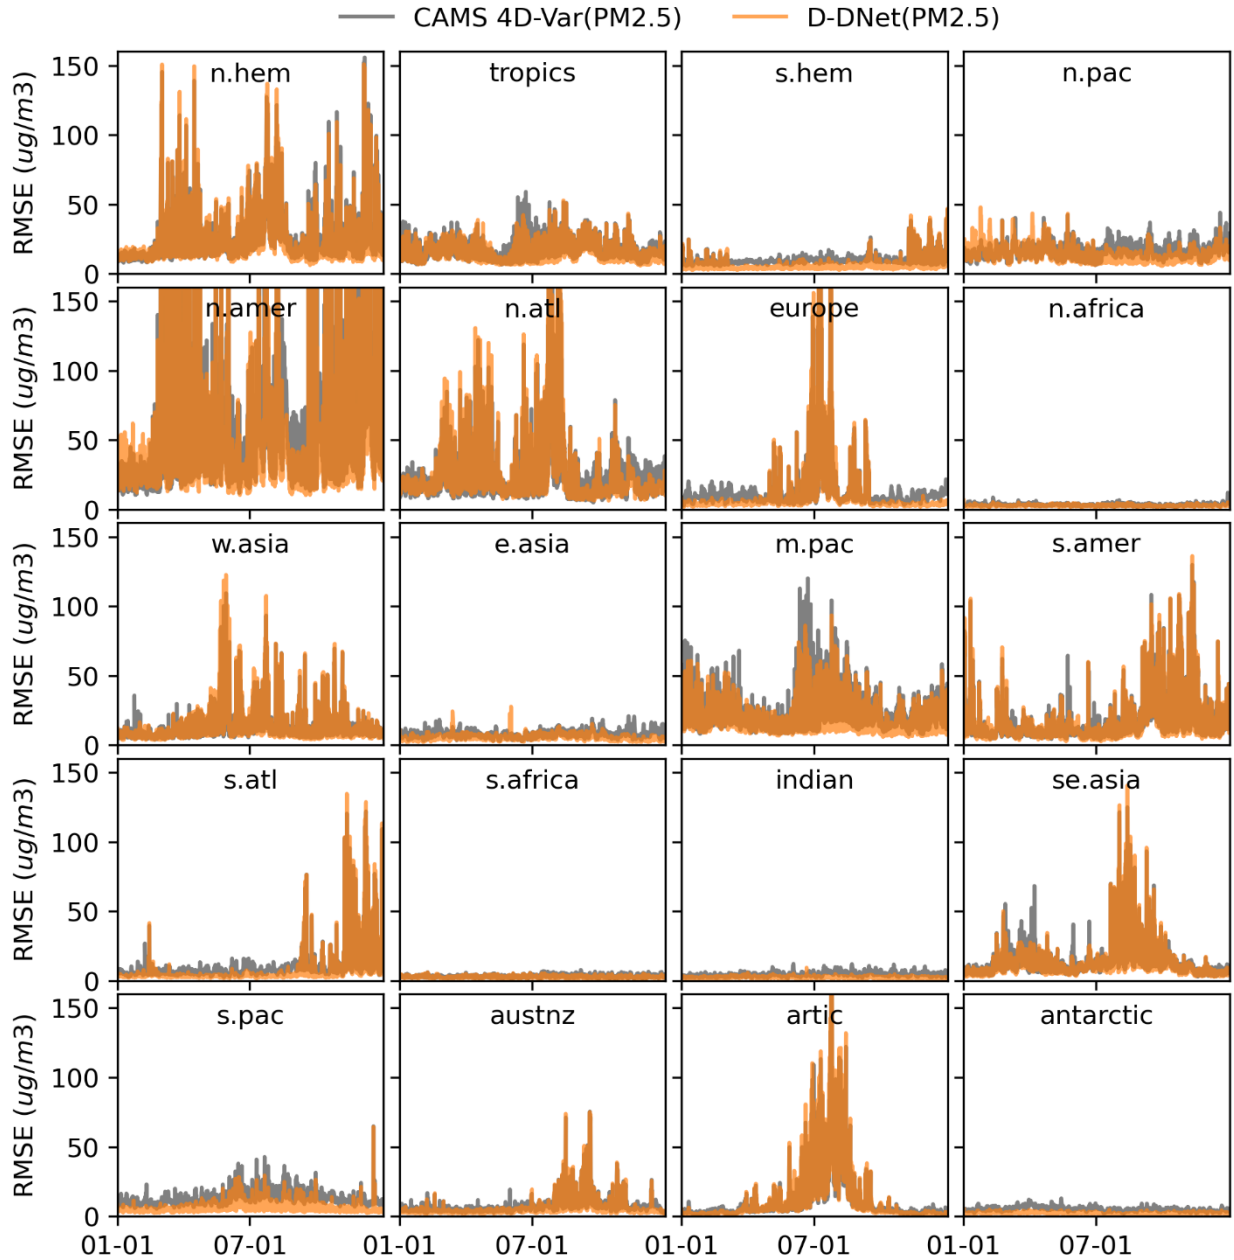 CAMS 4D-Var(PM2.5) D-DNet(PM2.5)
n.hem tropics s.hem n.pac
RMSE (ug/m3)
150
100
50
0
n.amer n.atl europe n.africa
RMSE (ug/m3)
150
100
50
0
w.asia e.asia m.pac s.amer
RMSE (ug/m3)
150
100
50
0
s.atl s.africa indian se.asia
RMSE (ug/m3)
150
100
50
0
s.pac austnz artic antarctic
RMSE (ug/m3)
150
100
50
0
01-01 07-01 01-01 07-01 01-01 07-01 01-01 07-01